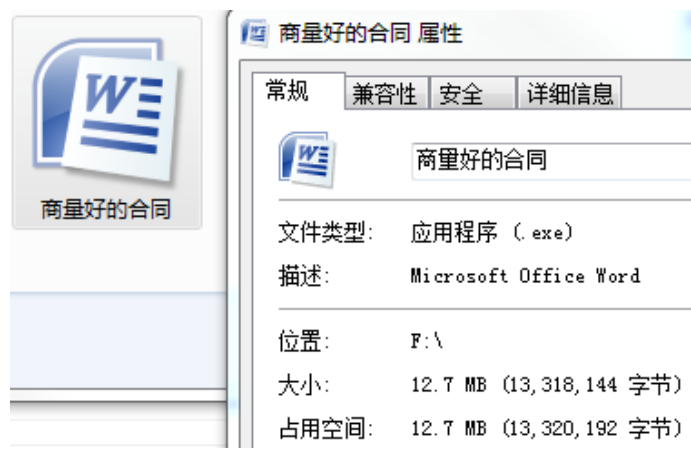 商量好的合同 属性
常规 兼容性 安全 详细信息
W
W
商量好的合同
商量好的合同
文件类型: 应用程序 (.exe)
描述: Microsoft Office Word
位置: F:\
大小: 12.7 MB (13,318,144 字节)
占用空间: 12.7 MB (13,320,192 字节)